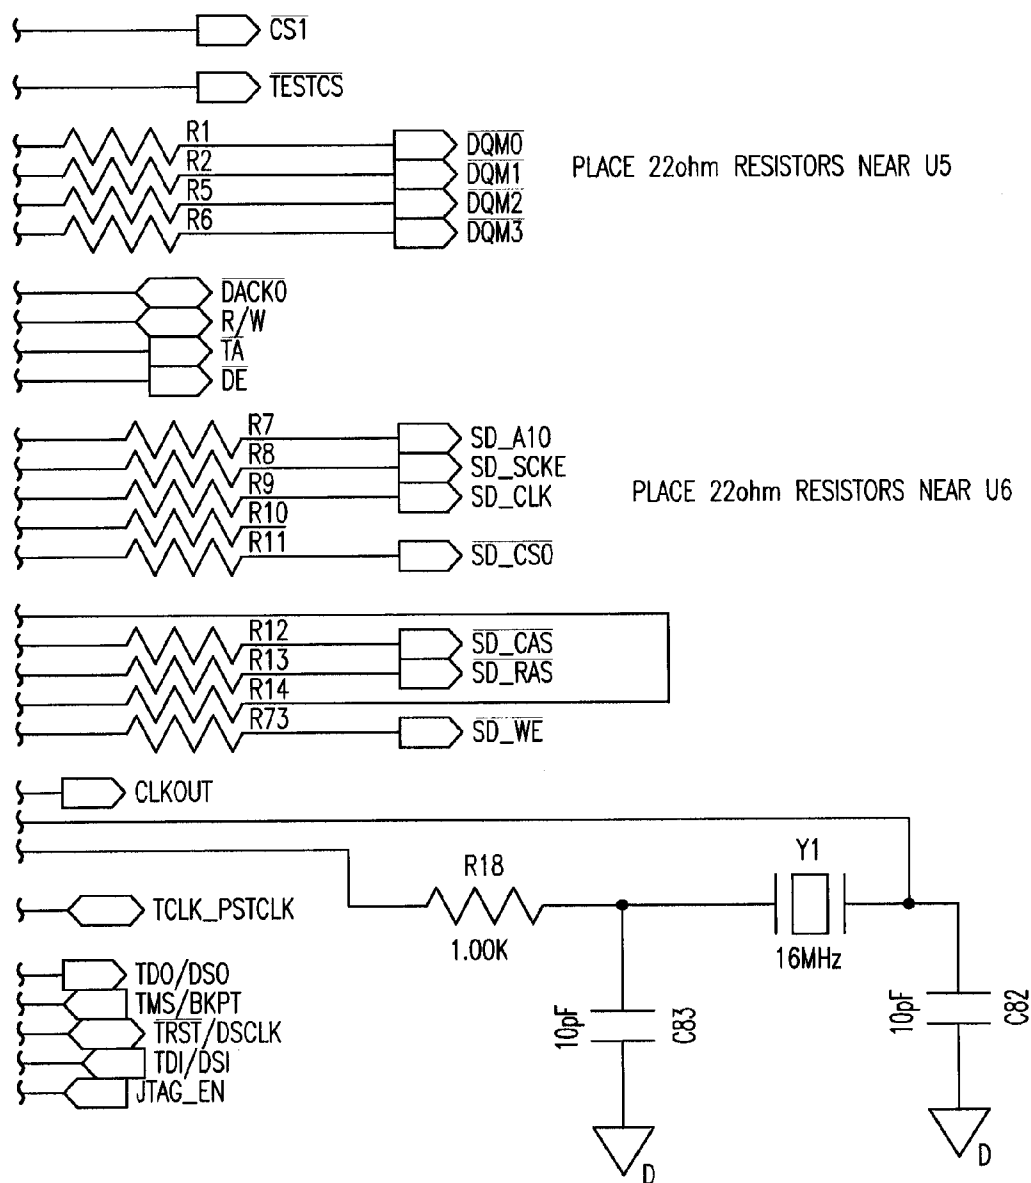 CS1
TESTCS
R1
DQM0
R2
DQM1
R5
DQM2
R6
DQM3
PLACE 22ohm RESISTORS NEAR U5
DACK0
R/W
TA
DE
R7
SD_A10
R8
SD_SCKE
R9
SD_CLK
PLACE 22ohm RESISTORS NEAR U6
R10
R11
SD_CS0
R12
SD_CAS
R13
SD_RAS
R14
R73
SD_WE
CLKOUT
R18
1.00K
Y1
16MHz
TCLK_PSTCLK
TDO/DSO
TMS/BKPT
TRST/DSCLK
TDI/DSI
JTAG_EN
10pF
C83
10pF
C82
D
D